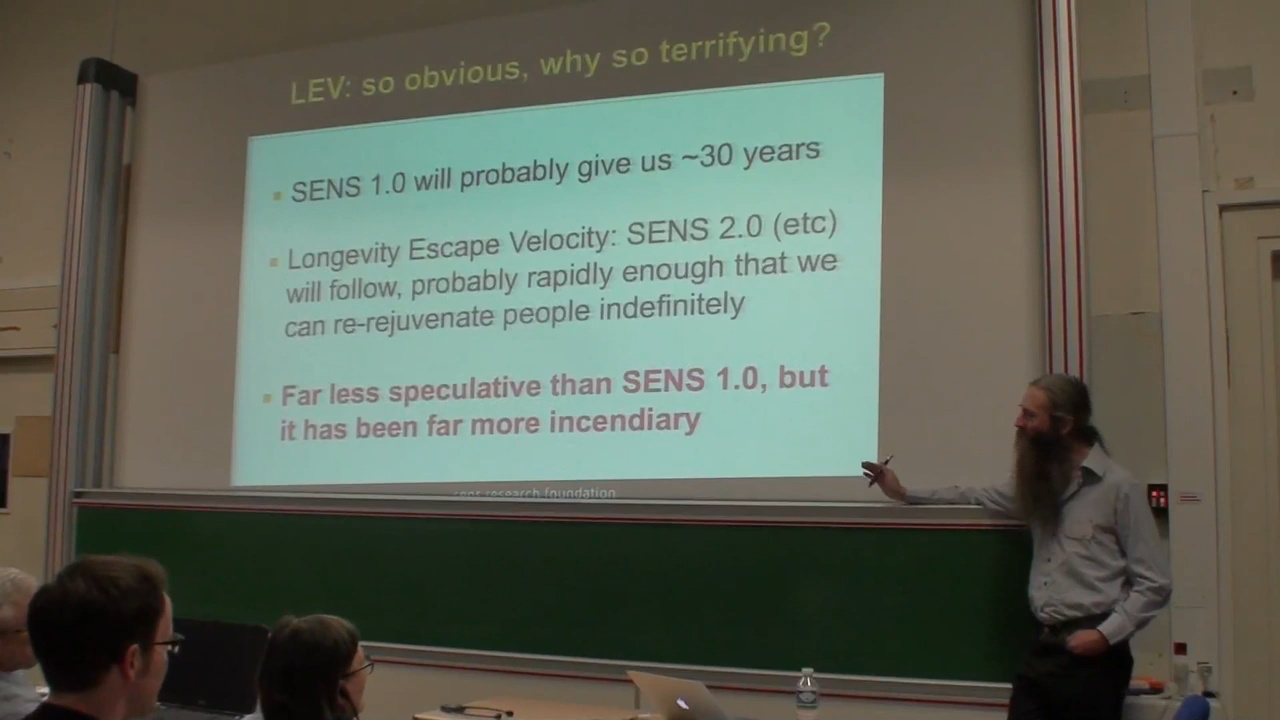 LEV: so obvious, why so terrifying?
SENS 1.0 will probably give us ~30 years
Longevity Escape Velocity: SENS 2.0 (etc)
will follow, probably rapidly enough that we
can re-rejuvenate people indefinitely
Far less speculative than SENS 1.0, but
it has been far more incendiary
sens research foundation